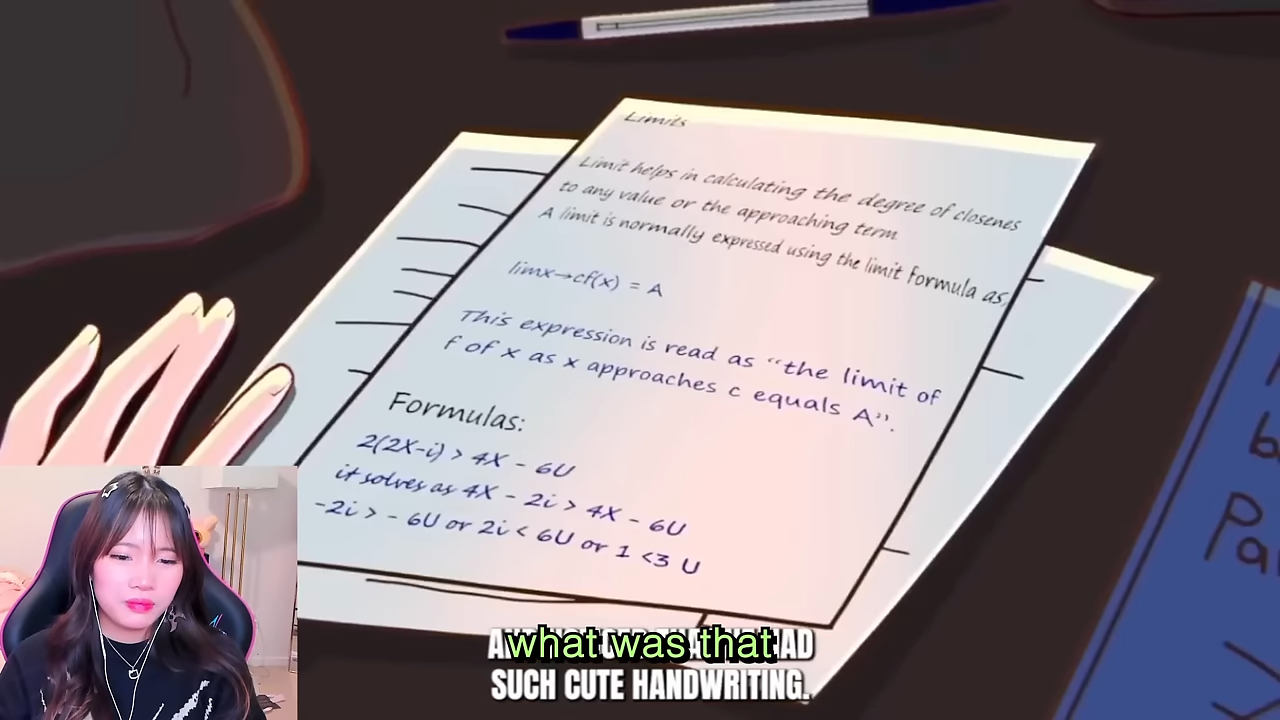 Limits
Limit helps in calculating the degree of closenes
to any value or the approaching term.
A limit is normally expressed using the limit formula as,
limx→cf(x) = A
This expression is read as “the limit of
f of x as x approaches c equals A”.
Formulas:
2(2X-i) > 4X - 6U
it solves as 4X - 2i > 4X - 6U
-2i > - 6U or 2i < 6U or 1 <3 U
Pa
what was that
SUCH CUTE HANDWRITING.